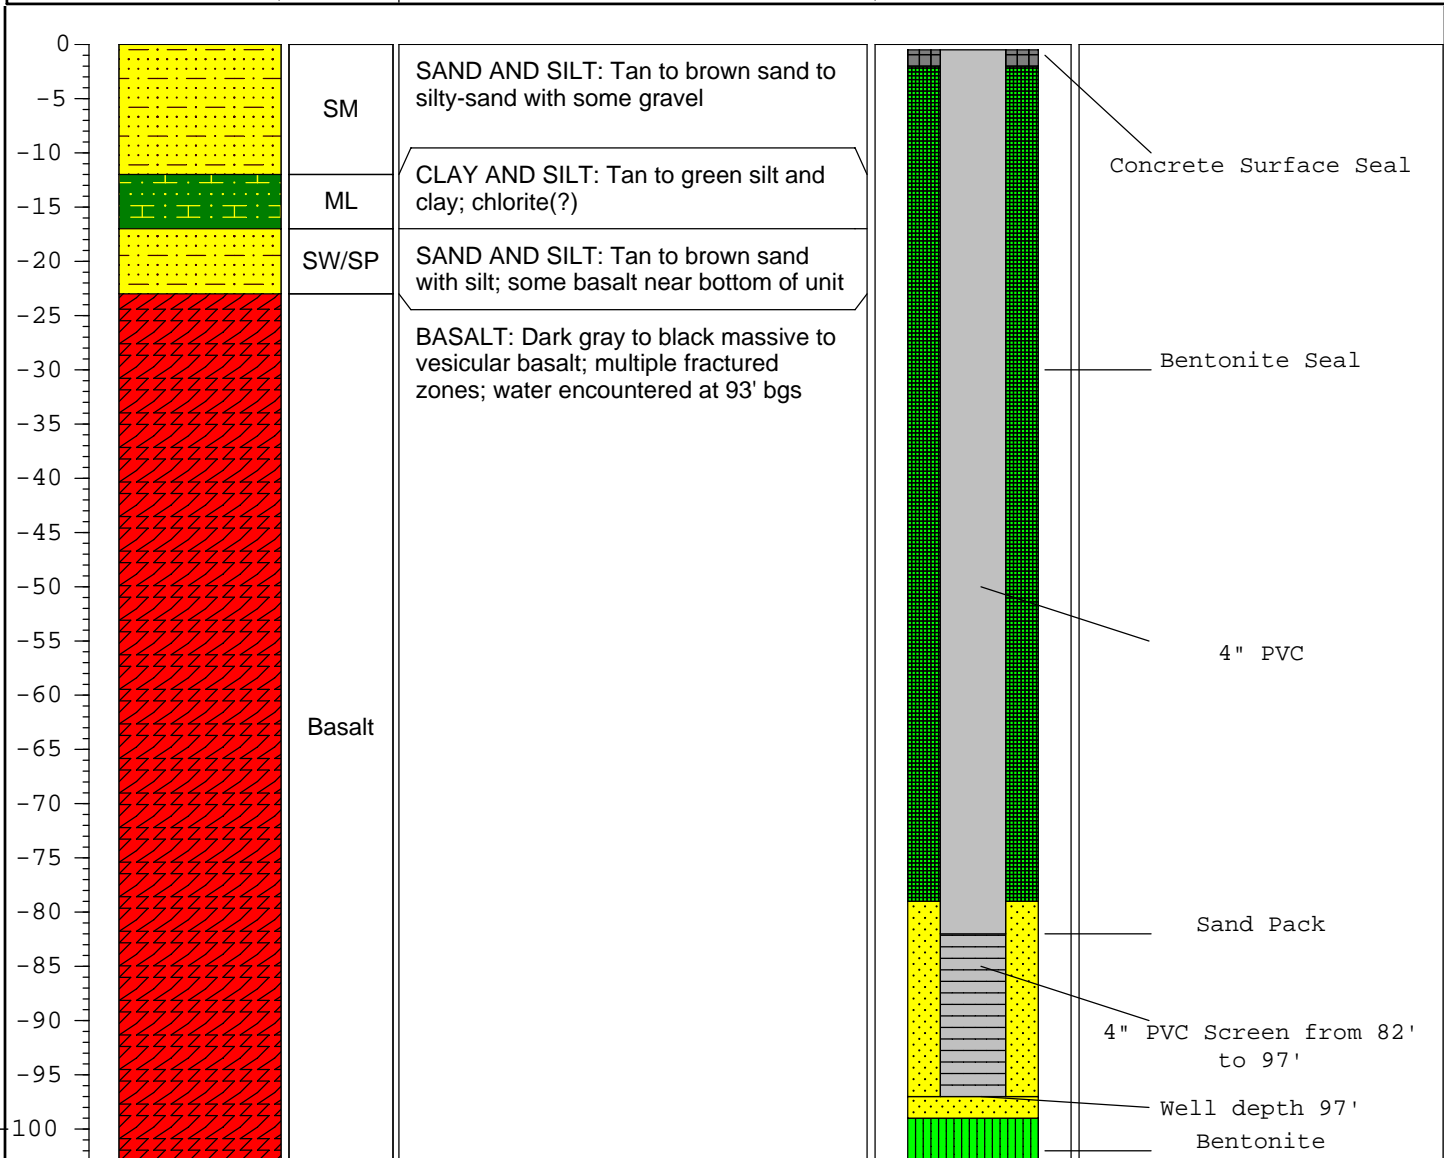 0
-5
-10
-15
-20
-25
-30
-35
-40
-45
-50
-55
-60
-65
-70
-75
-80
-85
-90
-95
-100
SM
ML
SW/SP
Basalt
SAND AND SILT: Tan to brown sand to
silty-sand with some gravel
CLAY AND SILT: Tan to green silt and
clay; chlorite(?)
SAND AND SILT: Tan to brown sand
with silt; some basalt near bottom of unit
BASALT: Dark gray to black massive to
vesicular basalt; multiple fractured
zones; water encountered at 93' bgs
Concrete Surface Seal
Bentonite Seal
4" PVC
Sand Pack
4" PVC Screen from 82'
to 97'
Well depth 97'
Bentonite